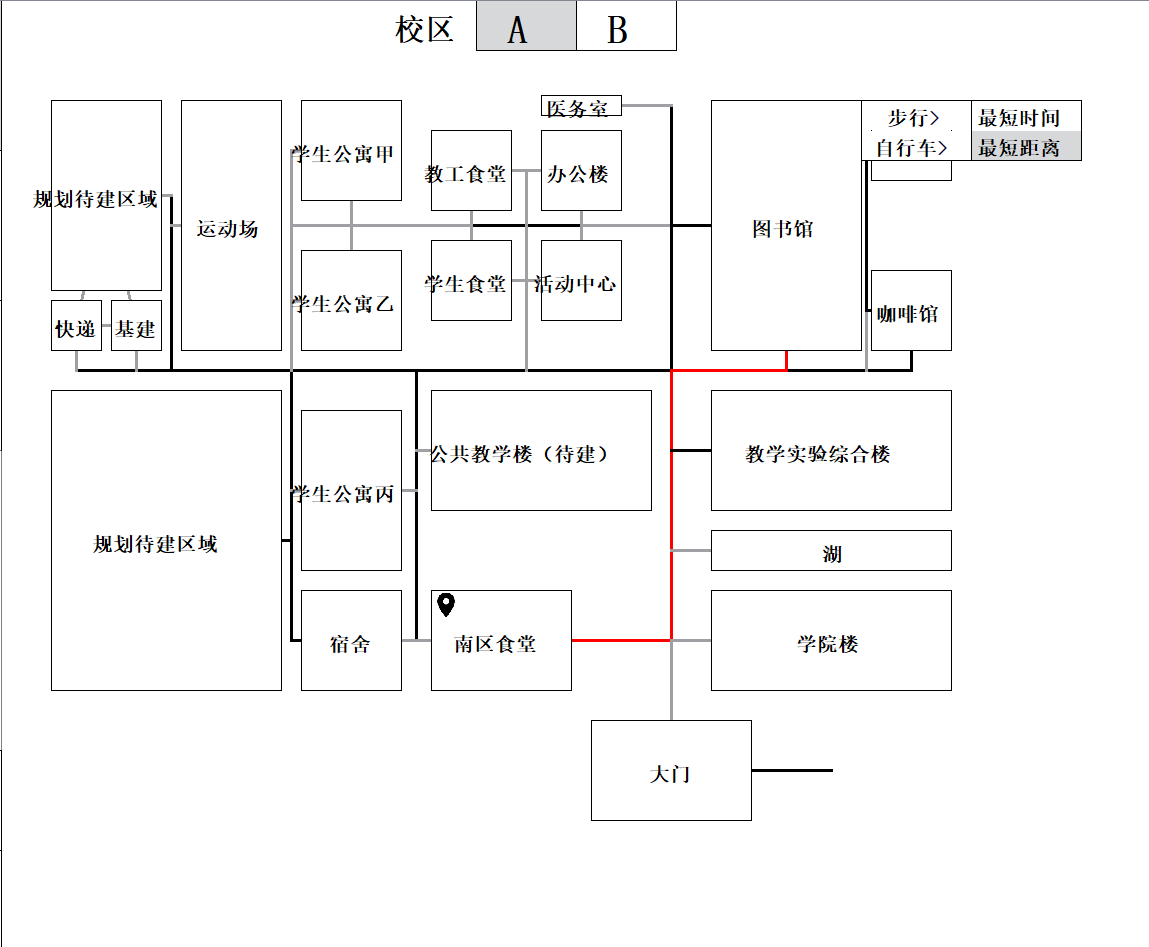 校区 A B
医务室
步行> 最短时间
自行车> 最短距离
学生公寓甲
教工食堂
办公楼
规划待建区域
运动场
图书馆
学生公寓乙
学生食堂
活动中心
快递
基建
咖啡馆
公共教学楼（待建）
教学实验综合楼
学生公寓丙
规划待建区域
湖
宿舍
南区食堂
学院楼
大门